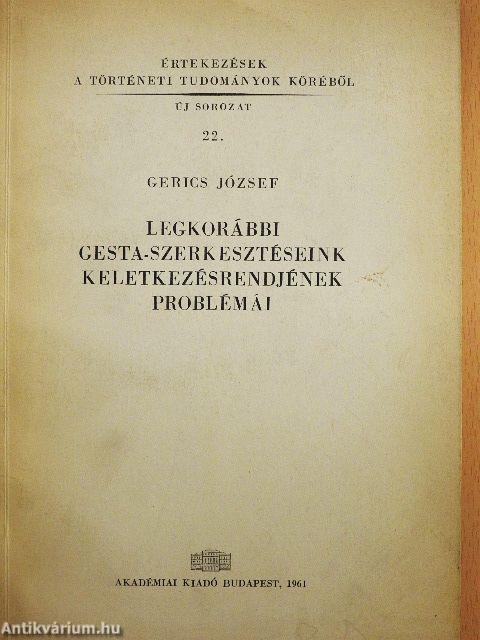 ÉRTEKEZÉSEK
A TÖRTÉNETI TUDOMÁNYOK KÖRÉBŐL
ÚJ SOROZAT
22.
GERICS JÓZSEF
LEGKORÁBBI
GESTA-SZERKESZTÉSEINK
KELETKEZÉSRENDJÉNEK
PROBLÉMÁI
AKADÉMIAI KIADÓ BUDAPEST, 1961
Antikvárium.hu